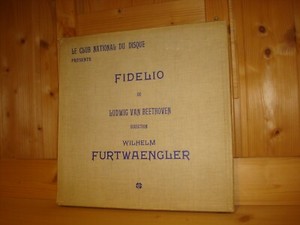 LE CLUB NATIONAL DU DISQUE
PRÉSENTE
FIDELIO
DE
LUDWIG VAN BEETHOVEN
DIRECTION
WILHELM
FURTWAENGLER